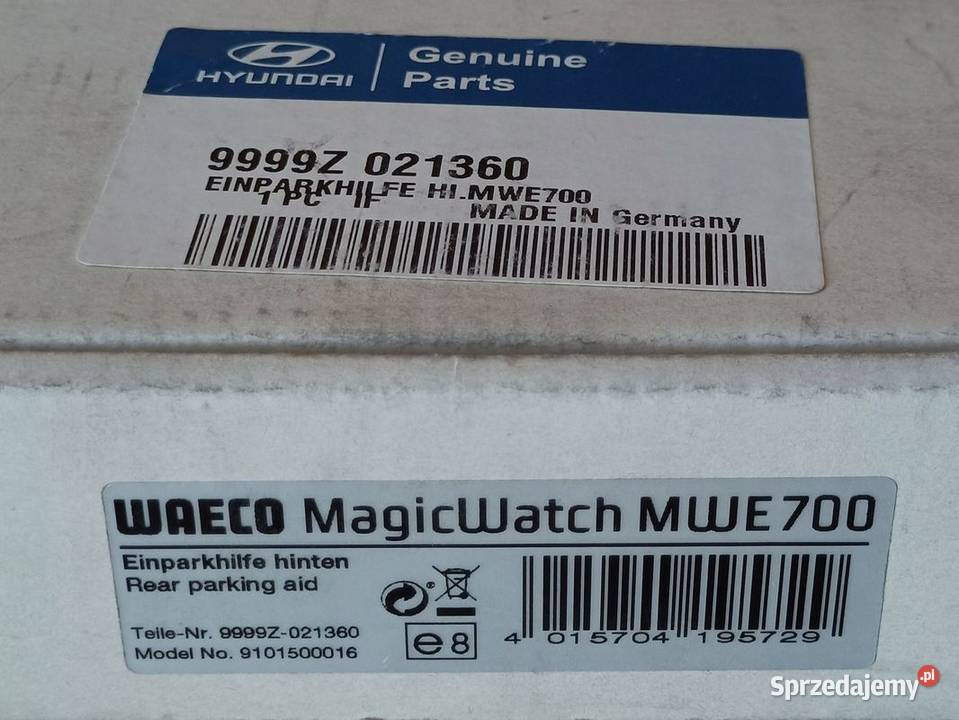 HYUNDAI
Genuine
Parts
9999Z 021360
EINPARKHILFE HI.MWE700
1 PC IF MADE IN Germany
WAECO MagicWatch MWE700
Einparkhilfe hinten
Rear parking aid
Teile-Nr. 9999Z-021360
Model No. 9101500016
e8
4 015704 195729
Sprzedajemy.pl